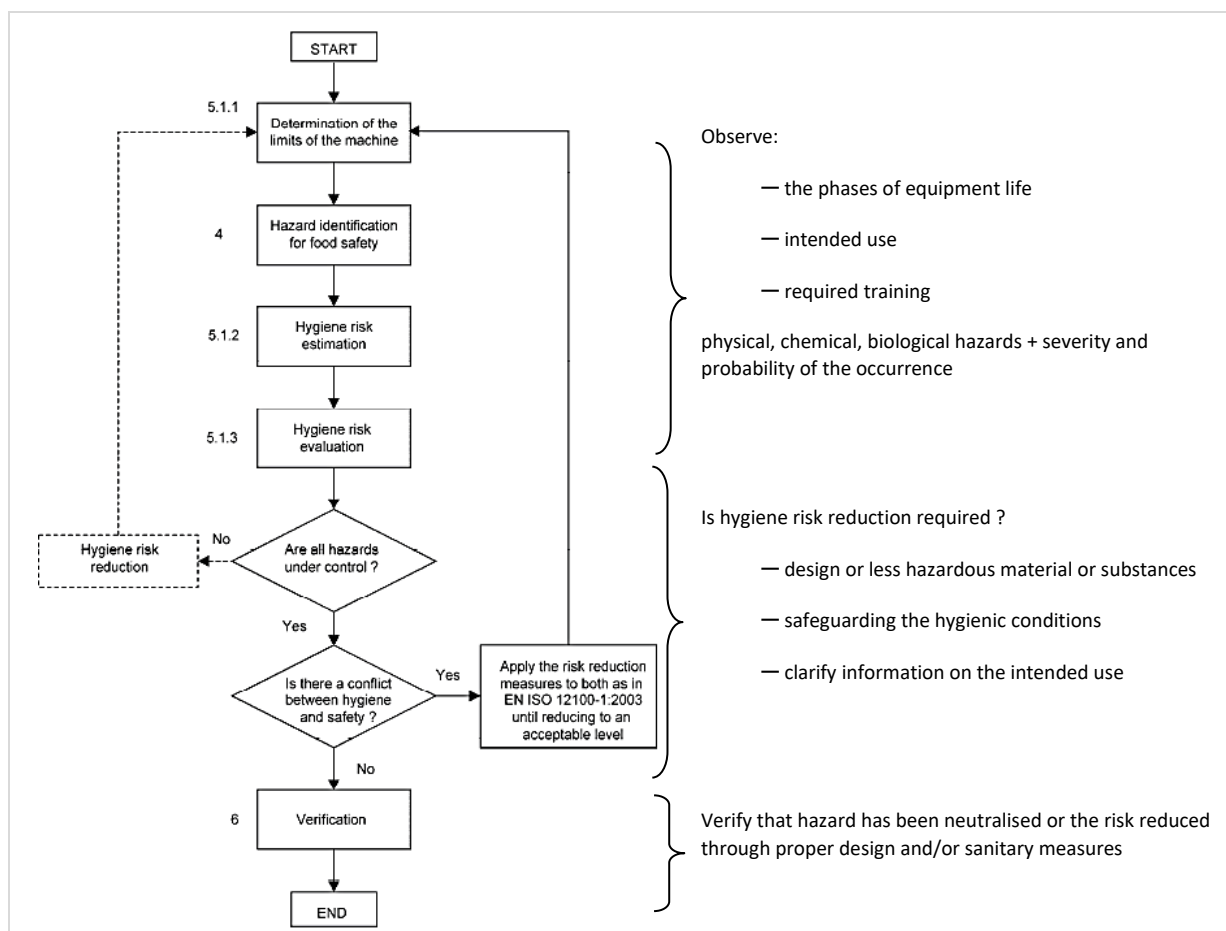 START
5.1.1
Determination of the
limits of the machine
4
Hazard identification
for food safety
5.1.2
Hygiene risk
estimation
5.1.3
Hygiene risk
evaluation
Hygiene risk
reduction
No
Are all hazards
under control ?
Yes
Is there a conflict
between hygiene
and safety ?
Yes
Apply the risk reduction
measures to both as in
EN ISO 12100-1:2003
until reducing to an
acceptable level
No
6
Verification
END
Observe:
— the phases of equipment life
— intended use
— required training
physical, chemical, biological hazards + severity and
probability of the occurrence
Is hygiene risk reduction required ?
— design or less hazardous material or substances
— safeguarding the hygienic conditions
— clarify information on the intended use
Verify that hazard has been neutralised or the risk reduced
through proper design and/or sanitary measures